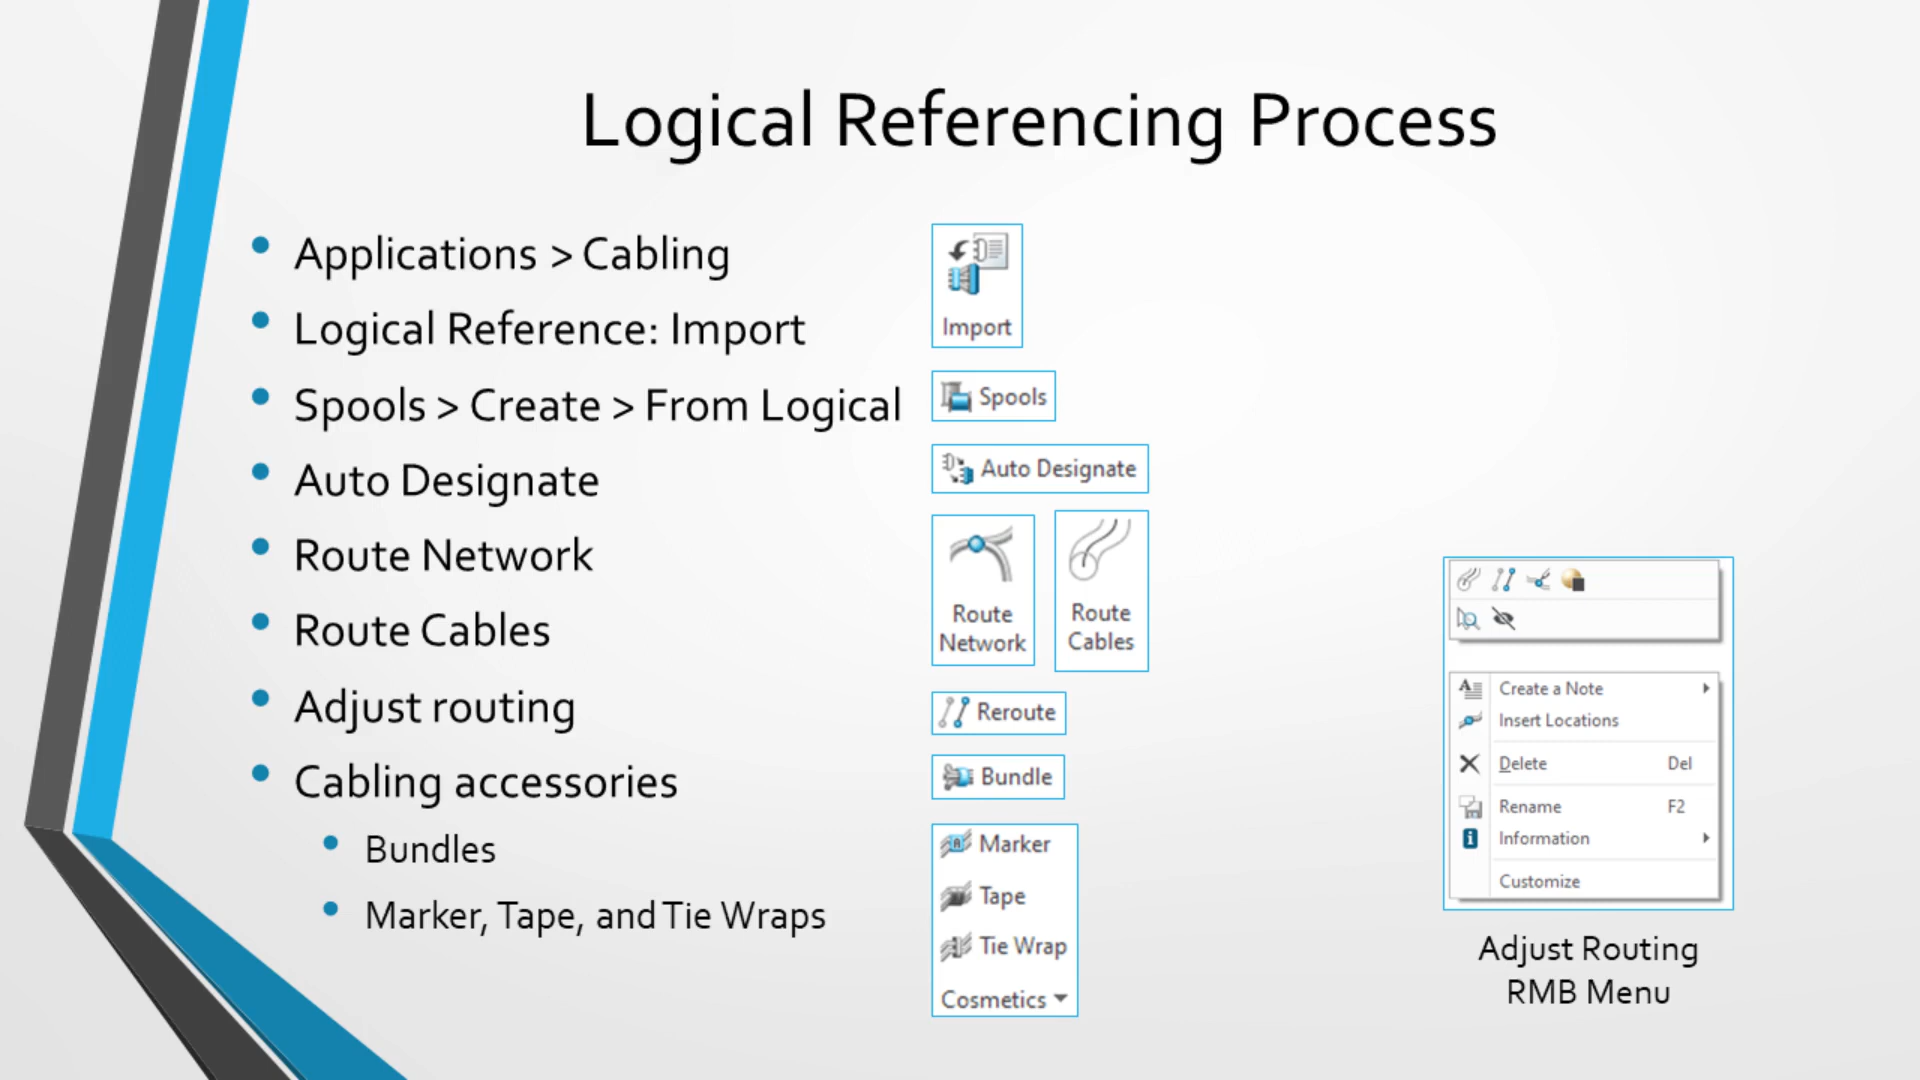 Logical Referencing Process
Applications > Cabling
Logical Reference: Import
Spools > Create > From Logical
Auto Designate
Route Network
Route Cables
Adjust routing
Cabling accessories
Bundles
Marker, Tape, and Tie Wraps
Import
Spools
Auto Designate
Route
Network
Route
Cables
Reroute
Bundle
Marker
Tape
Tie Wrap
Cosmetics
Create a Note
Insert Locations
Delete Del
Rename F2
Information
Customize
Adjust Routing
RMB Menu